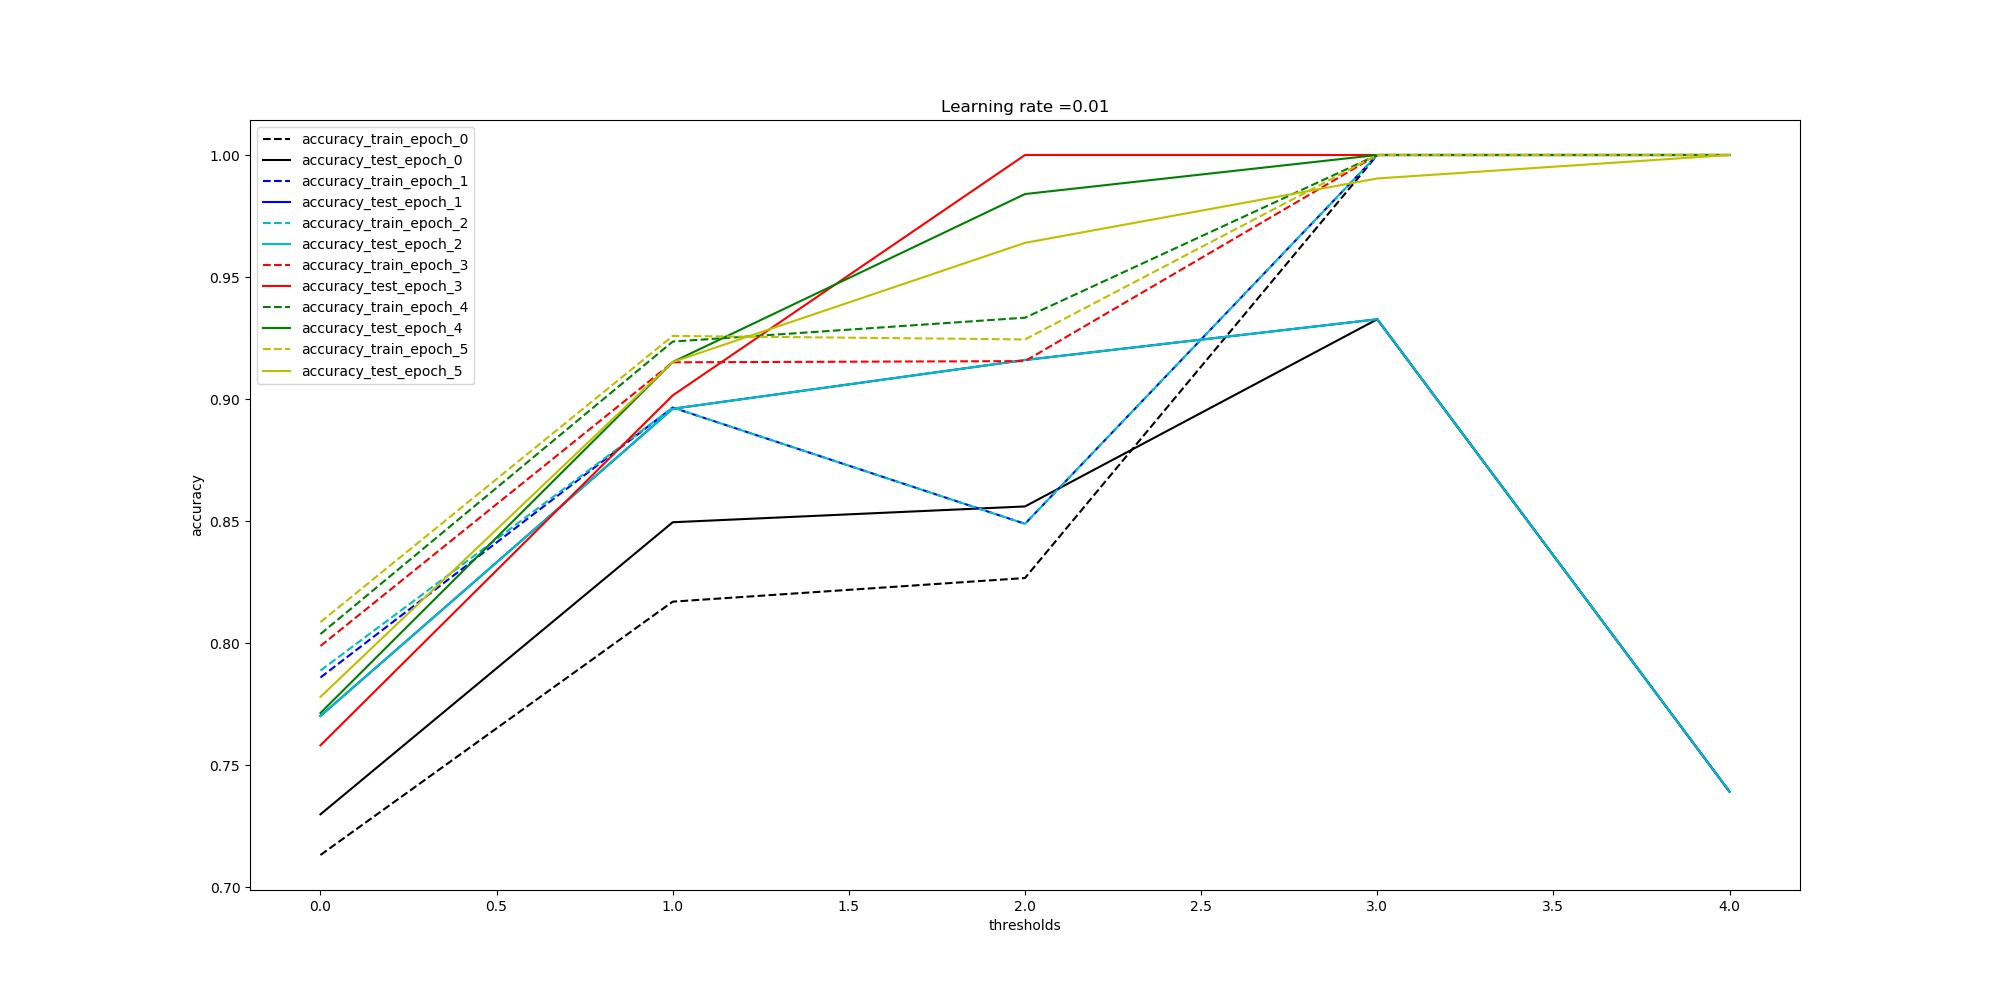 Learning rate =0.01
accuracy_train_epoch_0
accuracy_test_epoch_0
accuracy_train_epoch_1
accuracy_test_epoch_1
accuracy_train_epoch_2
accuracy_test_epoch_2
accuracy_train_epoch_3
accuracy_test_epoch_3
accuracy_train_epoch_4
accuracy_test_epoch_4
accuracy_train_epoch_5
accuracy_test_epoch_5
1.00
0.95
0.90
0.85
0.80
0.75
0.70
accuracy
0.0 0.5 1.0 1.5 2.0 2.5 3.0 3.5 4.0
thresholds